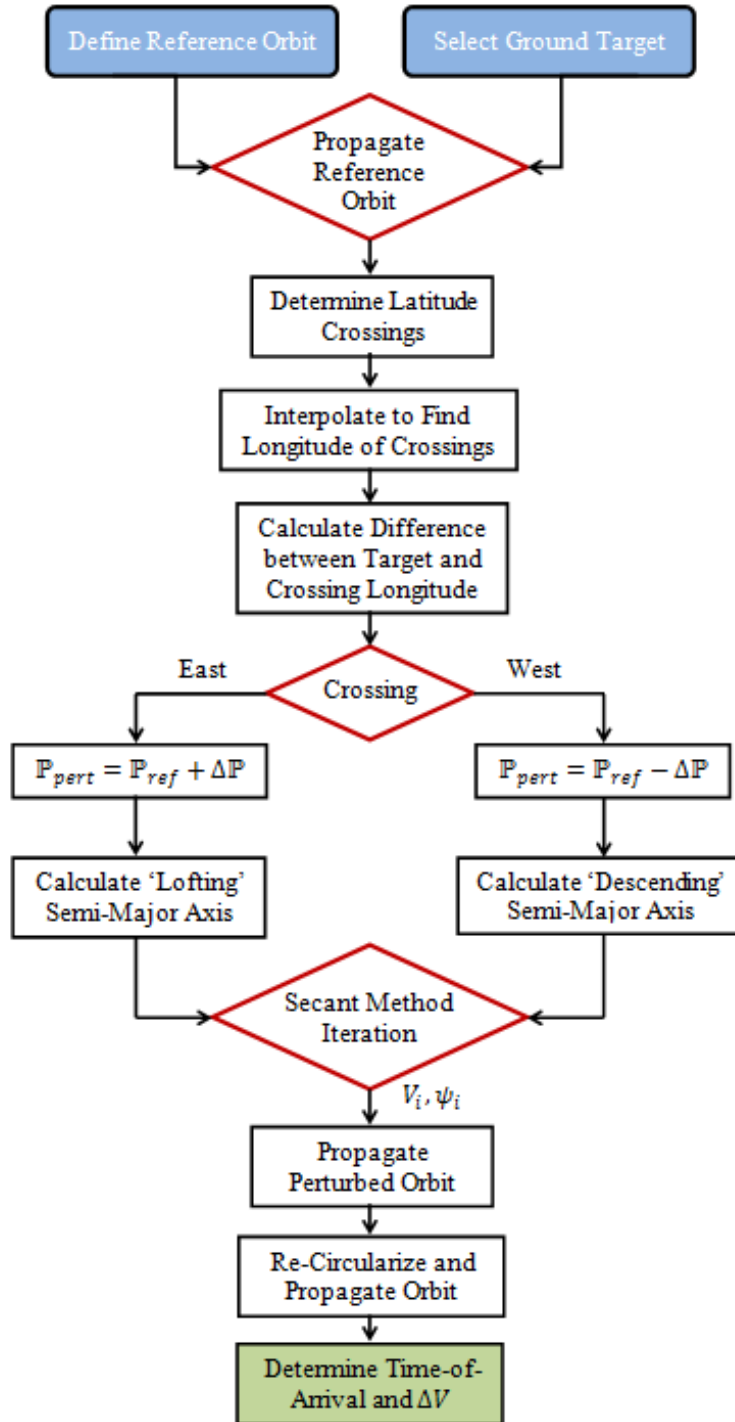 Define Reference Orbit
Select Ground Target
Propagate
Reference
Orbit
Determine Latitude
Crossings
Interpolate to Find
Longitude of Crossings
Calculate Difference
between Target and
Crossing Longitude
East
Crossing
West
ℙ_pert = ℙ_ref + Δℙ
ℙ_pert = ℙ_ref − Δℙ
Calculate ‘Lofting’
Semi-Major Axis
Calculate ‘Descending’
Semi-Major Axis
Secant Method
Iteration
V_i, ψ_i
Propagate
Perturbed Orbit
Re-Circularize and
Propagate Orbit
Determine Time-of-
Arrival and ΔV